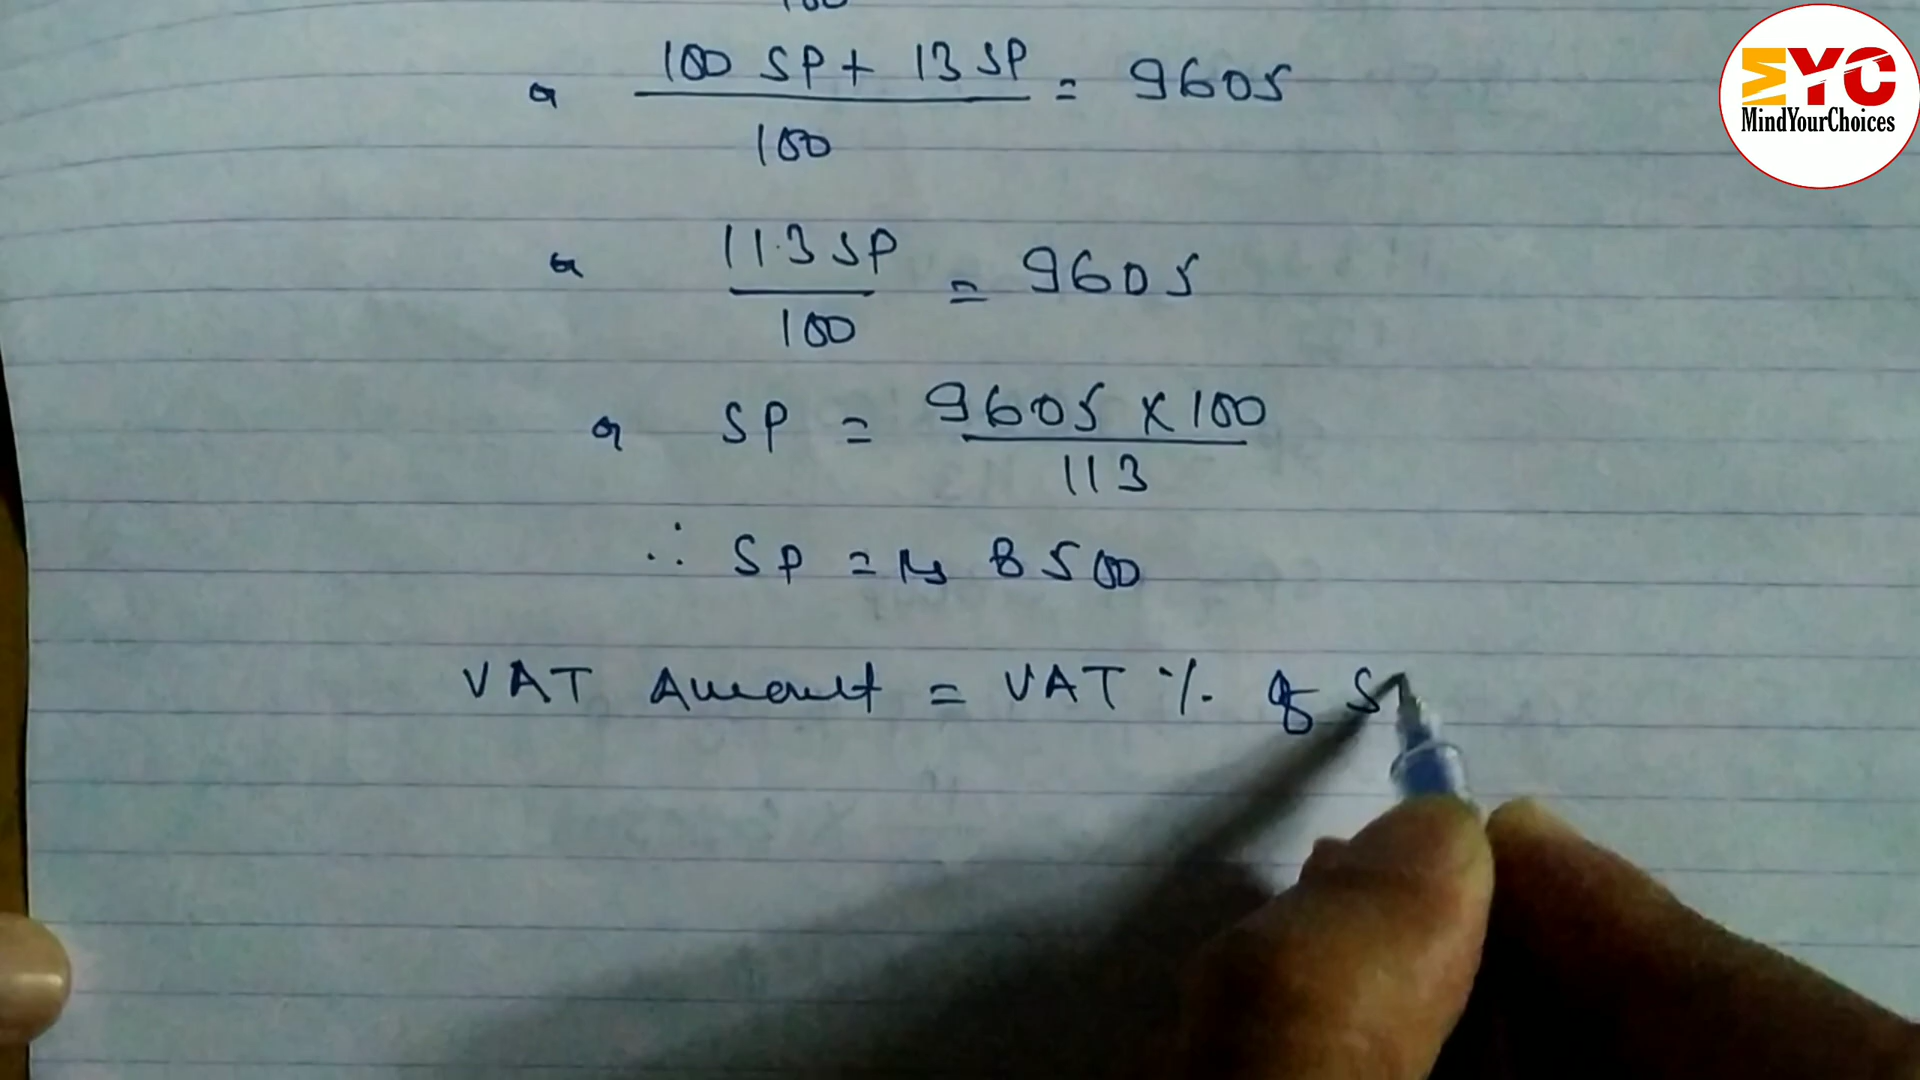 MYC
MindYourChoices
or 100 SP + 13 SP / 100 = 9605
or 113 SP / 100 = 9605
or SP = 9605 × 100 / 113
∴ SP = Rs 8500
VAT Amount = VAT % of S